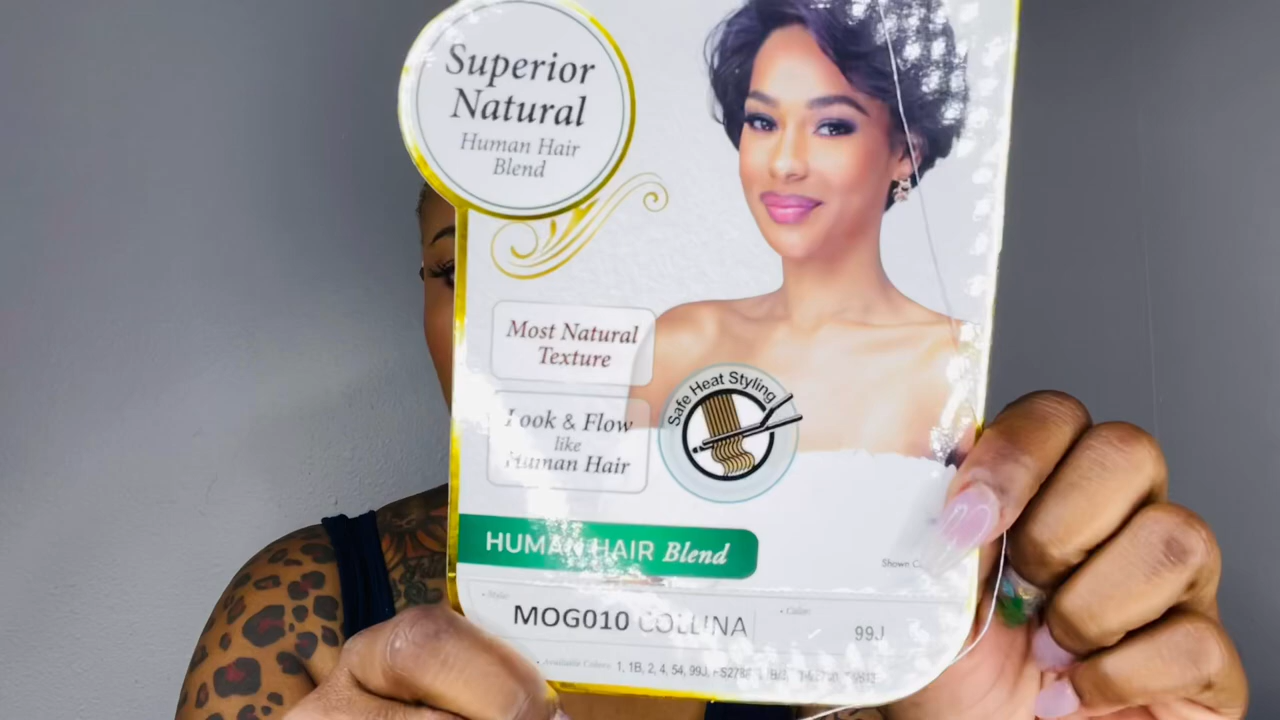 Superior
Natural
Human Hair
Blend
Most Natural
Texture
Look & Flow
like
Human Hair
Safe Heat Styling
HUMAN HAIR Blend
Shown
• Style:
MOG010 COLLINA
• Color:
99J
• Available Colors: 1, 1B, 2, 4, 54, 99J,